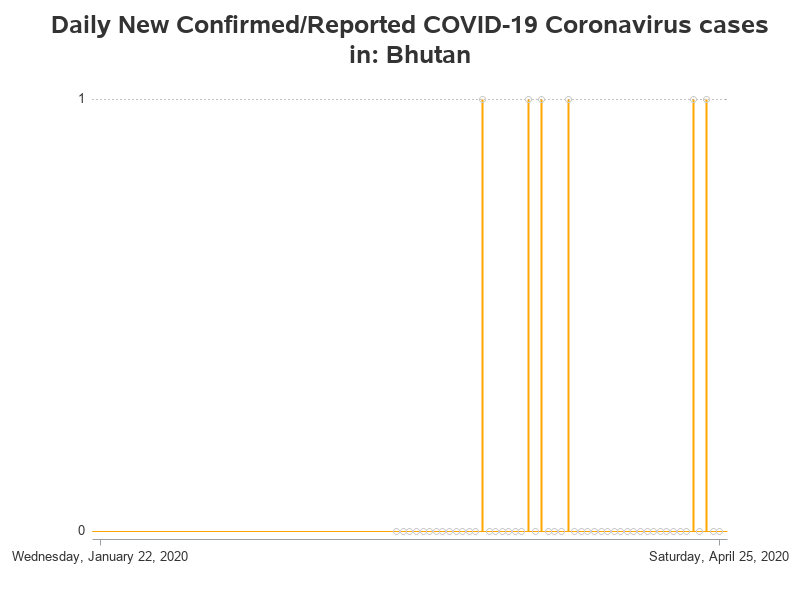 Daily New Confirmed/Reported COVID-19 Coronavirus cases
in: Bhutan
1
0
Wednesday, January 22, 2020
Saturday, April 25, 2020